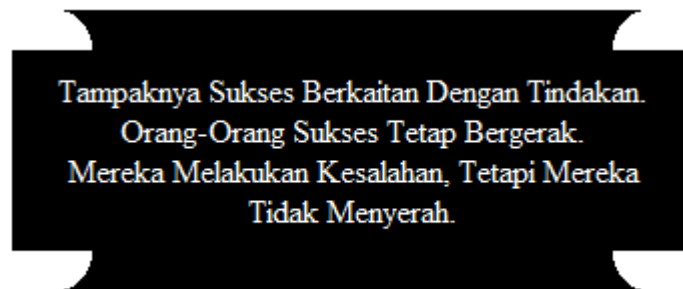 Tampaknya Sukses Berkaitan Dengan Tindakan.
Orang-Orang Sukses Tetap Bergerak.
Mereka Melakukan Kesalahan, Tetapi Mereka
Tidak Menyerah.